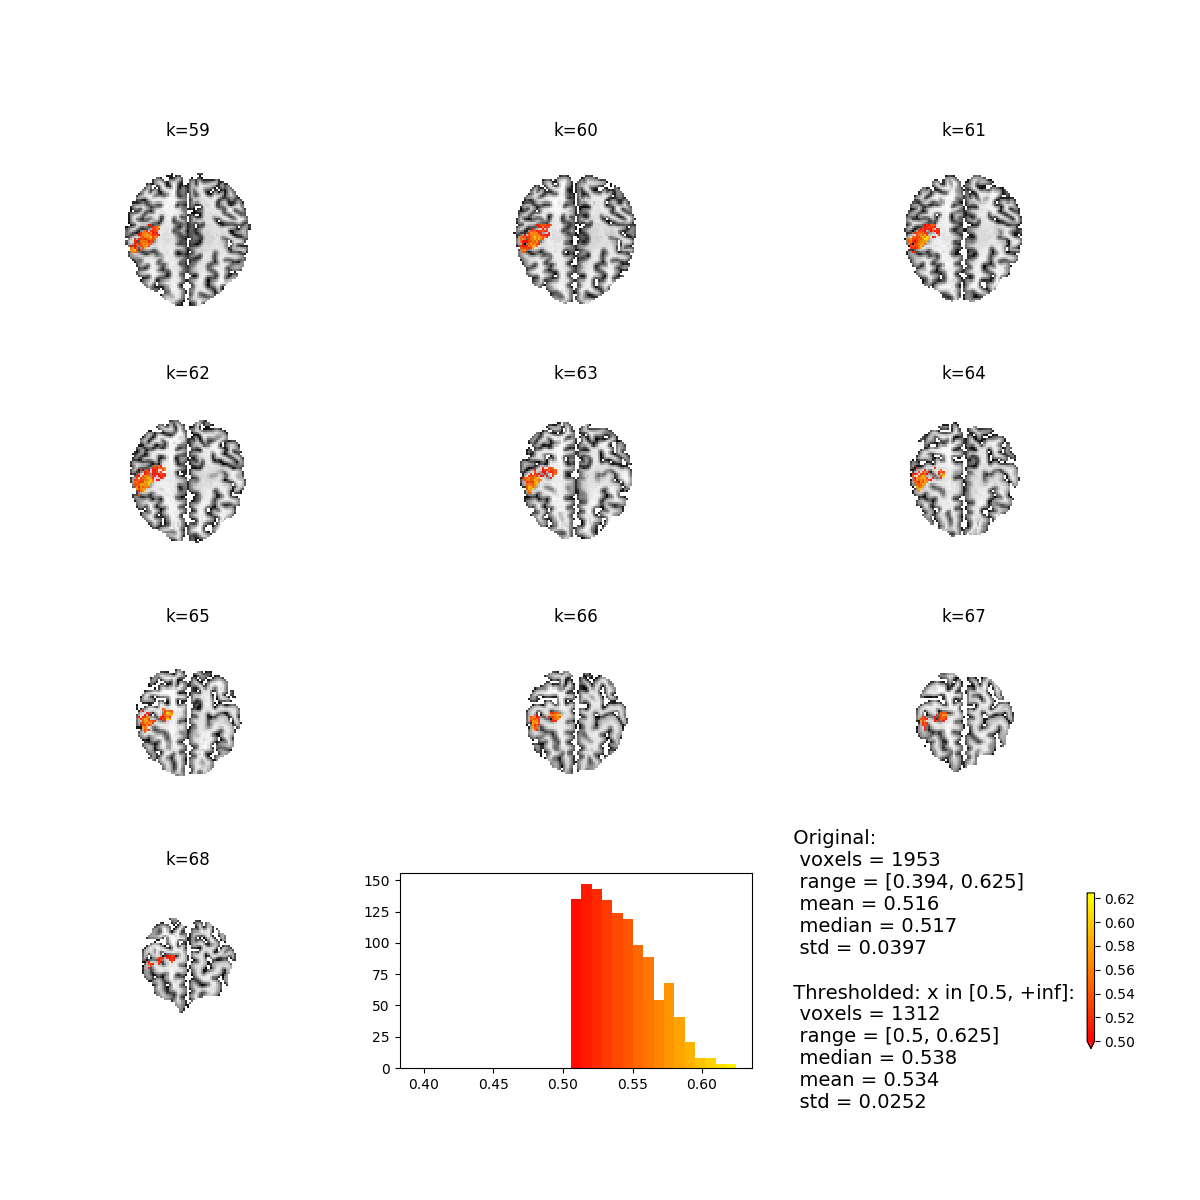 k=59
k=60
k=61
k=62
k=63
k=64
k=65
k=66
k=67
k=68
150
125
100
75
50
25
0
0.40 0.45 0.50 0.55 0.60
Original:
voxels = 1953
range = [0.394, 0.625]
mean = 0.516
median = 0.517
std = 0.0397
Thresholded: x in [0.5, +inf]:
voxels = 1312
range = [0.5, 0.625]
median = 0.538
mean = 0.534
std = 0.0252
0.62
0.60
0.58
0.56
0.54
0.52
0.50